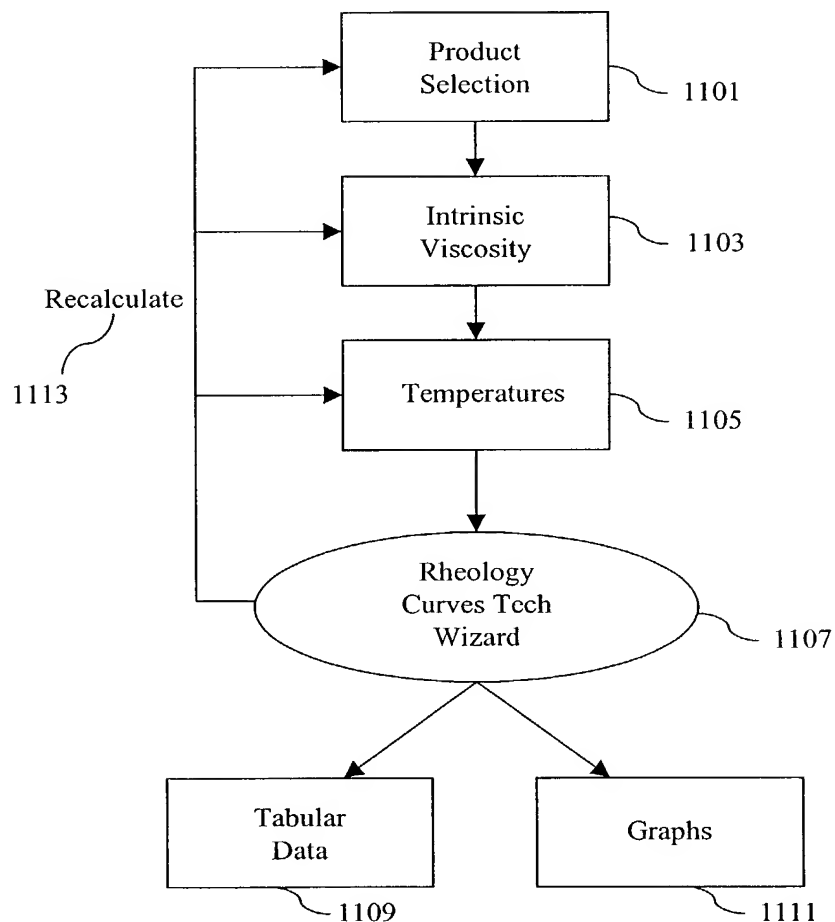 Product
Selection
1101
Intrinsic
Viscosity
1103
Recalculate
1113
Temperatures
1105
Rheology
Curves Tech
Wizard
1107
Tabular
Data
Graphs
1109
1111